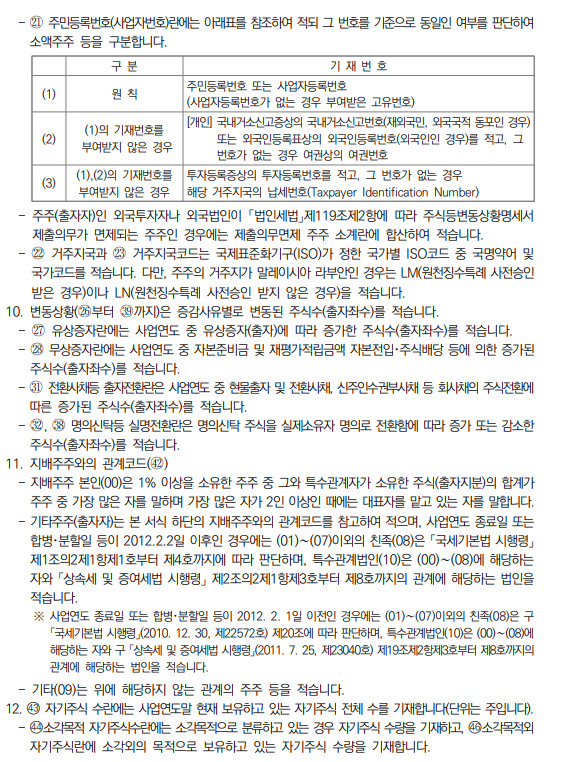 - ㉑ 주민등록번호(사업자번호)란에는 아래표를 참조하여 적되 그 번호를 기준으로 동일인 여부를 판단하여
소액주주 등을 구분합니다.
구 분 기 재 번 호
(1) 원 칙 주민등록번호 또는 사업자등록번호
(사업자등록번호가 없는 경우 부여받은 고유번호)
(2) (1)의 기재번호를
부여받지 않은 경우
[개인] 국내거소신고증상의 국내거소신고번호(재외국민, 외국국적 동포인 경우)
또는 외국인등록표상의 외국인등록번호(외국인인 경우)를 적고, 그
번호가 없는 경우 여권상의 여권번호
(3) (1),(2)의 기재번호를
부여받지 않은 경우
투자등록증상의 투자등록번호를 적고, 그 번호가 없는 경우
해당 거주지국의 납세번호(Taxpayer Identification Number)
- 주주(출자자)인 외국투자자나 외국법인이 「법인세법」제119조제2항에 따라 주식등변동상황명세서
제출의무가 면제되는 주주인 경우에는 제출의무면제 주주 소계란에 합산하여 적습니다.
- ㉒ 거주지국과 ㉓ 거주지국코드는 국제표준화기구(ISO)가 정한 국가별 ISO코드 중 국명약어 및
국가코드를 적습니다. 다만, 주주의 거주지가 말레이시아 라부안인 경우는 LM(원천징수특례 사전승인
받은 경우)이나 LN(원천징수특례 사전승인 받지 않은 경우)을 적습니다.
10. 변동상황(㉖부터 ㊴까지)은 증감사유별로 변동된 주식수(출자좌수)를 적습니다.
- ㉗ 유상증자란에는 사업연도 중 유상증자(출자)에 따라 증가한 주식수(출자좌수)를 적습니다.
- ㉘ 무상증자란에는 사업연도 중 자본준비금 및 재평가적립금액 자본전입·주식배당 등에 의한 증가된
주식수(출자좌수)를 적습니다.
- ㉛ 전환사채등 출자전환란은 사업연도 중 현물출자 및 전환사채, 신주인수권부사채 등 회사채의 주식전환에
따른 증가된 주식수(출자좌수)를 적습니다.
- ㉜, ㊳ 명의신탁등 실명전환란은 명의신탁 주식을 실제소유자 명의로 전환함에 따라 증가 또는 감소한
주식수(출자좌수)를 적습니다.
11. 지배주주와의 관계코드(㊷)
- 지배주주 본인(00)은 1% 이상을 소유한 주주 중 그와 특수관계자가 소유한 주식(출자지분)의 합계가
주주 중 가장 많은 자를 말하며 가장 많은 자가 2인 이상인 때에는 대표자를 맡고 있는 자를 말합니다.
- 기타주주(출자자)는 본 서식 하단의 지배주주와의 관계코드를 참고하여 적으며, 사업연도 종료일 또는
합병·분할일 등이 2012.2.2일 이후인 경우에는 (01)~(07)이외의 친족(08)은 「국세기본법 시행령」
제1조의2제1항제1호부터 제4호까지에 따라 판단하며, 특수관계법인(10)은 (00)~(08)에 해당하는
자와 「상속세 및 증여세법 시행령」 제2조의2제1항제3호부터 제8호까지의 관계에 해당하는 법인을
적습니다.
※ 사업연도 종료일 또는 합병·분할일 등이 2012. 2. 1일 이전인 경우에는 (01)~(07)이외의 친족(08)은 구
「국세기본법 시행령」(2010. 12. 30, 제22572호) 제20조에 따라 판단하며, 특수관계법인(10)은 (00)~(08)에
해당하는 자와 구 「상속세 및 증여세법 시행령」(2011. 7. 25, 제23040호) 제19조제2항제3호부터 제8호까지의
관계에 해당하는 법인을 적습니다.
- 기타(09)는 위에 해당하지 않는 관계의 주주 등을 적습니다.
12. ㊸ 자기주식 수란에는 사업연도말 현재 보유하고 있는 자기주식 전체 수를 기재합니다(단위는 주입니다).
- ㊹소각목적 자기주식수란에는 소각목적으로 분류하고 있는 경우 자기주식 수량을 기재하고, ㊻소각목적외
자기주식란에 소각외의 목적으로 보유하고 있는 자기주식 수량을 기재합니다.